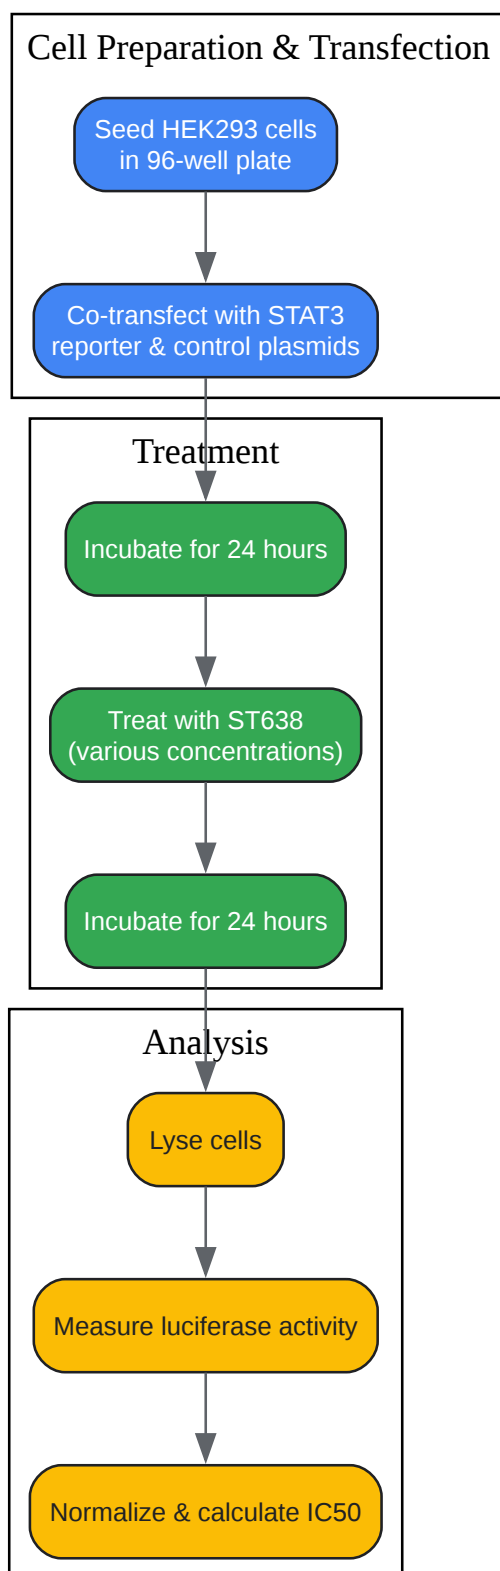 Cell Preparation & Transfection
Seed HEK293 cells
in 96-well plate
Co-transfect with STAT3
reporter & control plasmids
Treatment
Incubate for 24 hours
Treat with ST638
(various concentrations)
Incubate for 24 hours
Analysis
Lyse cells
Measure luciferase activity
Normalize & calculate IC50